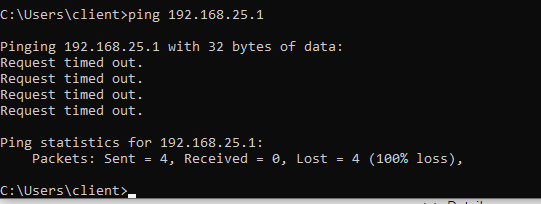 C:\Users\client>ping 192.168.25.1
Pinging 192.168.25.1 with 32 bytes of data:
Request timed out.
Request timed out.
Request timed out.
Request timed out.
Ping statistics for 192.168.25.1:
    Packets: Sent = 4, Received = 0, Lost = 4 (100% loss),
C:\Users\client>